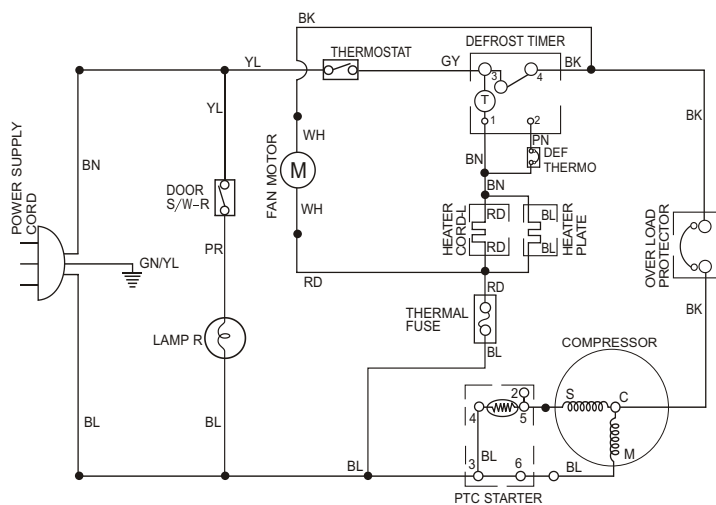 BK
THERMOSTAT
DEFROST TIMER
YL
GY
3
4
BK
YL
T
1
2
BK
BN
WH
PN
BN
DEF
THERMO
POWER SUPPLY
CORD
DOOR
S/W-R
FAN MOTOR
M
BN
WH
HEATER
CORD-L
RD
BL
HEATER
PLATE
RD
BL
OVER LOAD
PROTECTOR
PR
GN/YL
RD
RD
THERMAL
FUSE
BK
LAMP R
BL
COMPRESSOR
2
S
C
4
5
BL
BL
BL
M
3
6
BL
BL
PTC STARTER